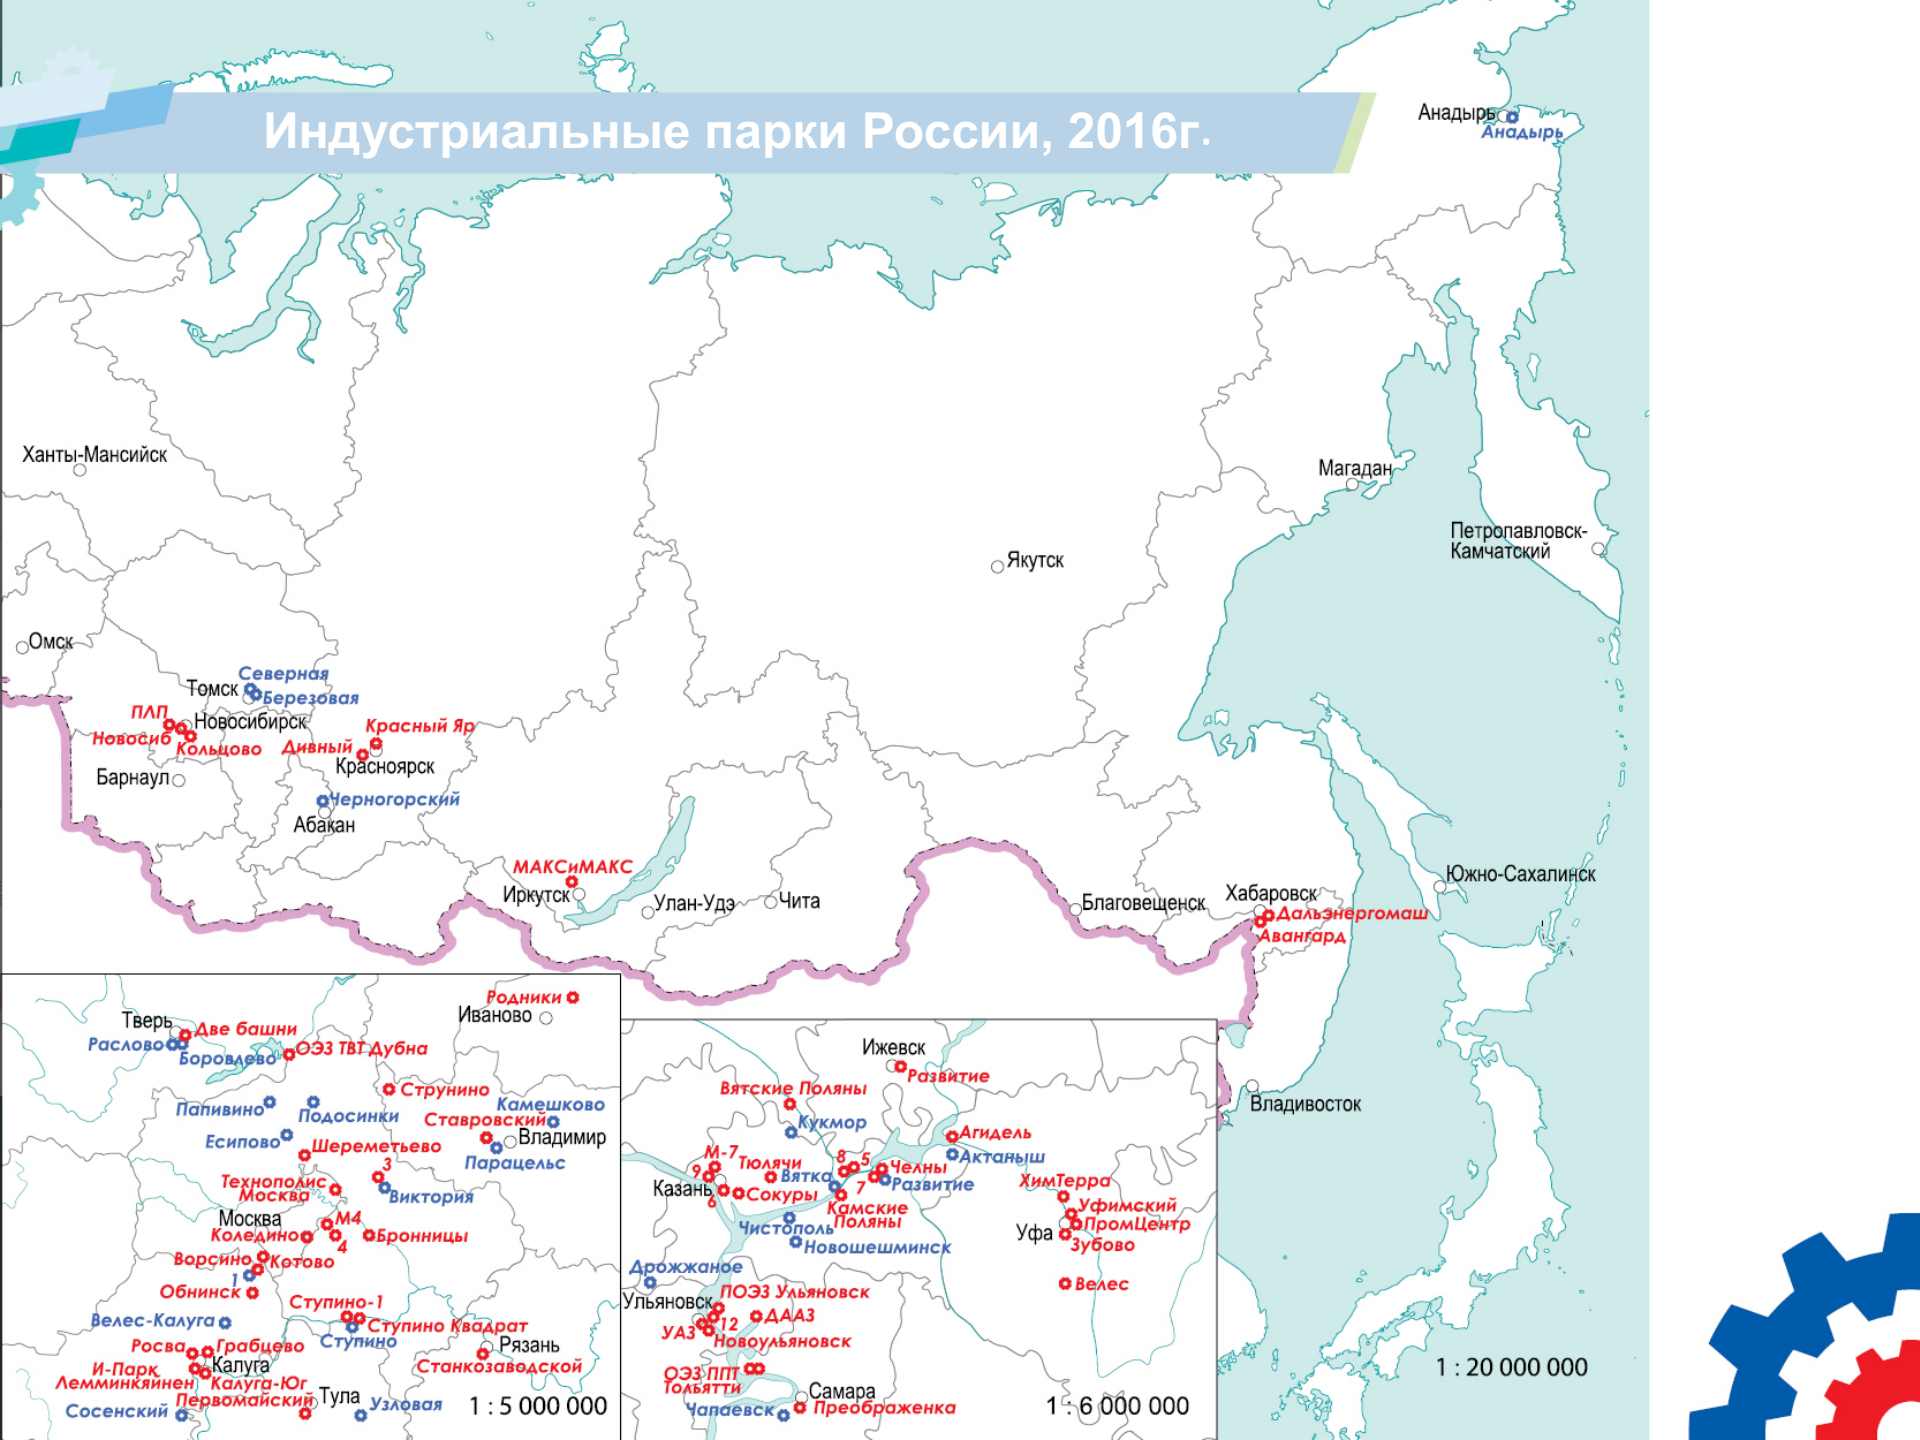 Индустриальные парки России, 2016г.
Анадырь
Анадырь
Ханты-Мансийск
Магадан
Петропавловск-
Камчатский
Якутск
Омск
Северная
Томск
Березовая
ПЛП
Новосибирск
Новосиб
Кольцово
Красный Яр
Дивный
Красноярск
Барнаул
Черногорский
Абакан
МАКСиМАКС
Иркутск
Улан-Удэ
Чита
Благовещенск
Хабаровск
Дальэнергомаш
Авангард
Южно-Сахалинск
Владивосток
1 : 20 000 000
Родники
Иваново
Тверь
Две башни
Раслово
Боровлево
ОЭЗ ТВТ Дубна
Струнино
Папивино
Подосинки
Камешково
Ставровский
Есипово
Владимир
Шереметьево
Парацельс
3
Технополис
Москва
Виктория
Москва
М4
Коледино
4
Бронницы
Ворсино
Котово
1
Обнинск
Ступино-1
Велес-Калуга
Ступино Квадрат
Ступино
Росва
Грабцево
Рязань
И-Парк
Калуга
Станкозаводской
Лемминкяйнен
Калуга-Юг
Первомайский
Тула
Узловая
Сосенский
1 : 5 000 000
Ижевск
Развитие
Вятские Поляны
Кукмор
Агидель
М-7
Тюлячи
8
5
Челны
Актаныш
9
Вятка
Развитие
Казань
Сокуры
7
ХимТерра
6
Камские
Поляны
Уфимский
Чистополь
ПромЦентр
Уфа
Зубово
Новошешминск
Дрожжаное
Велес
Ульяновск
ПОЭЗ Ульяновск
ДААЗ
12
УАЗ
Новоульяновск
ОЭЗ ППТ
Тольятти
Самара
Чапаевск
Преображенка
1 : 6 000 000